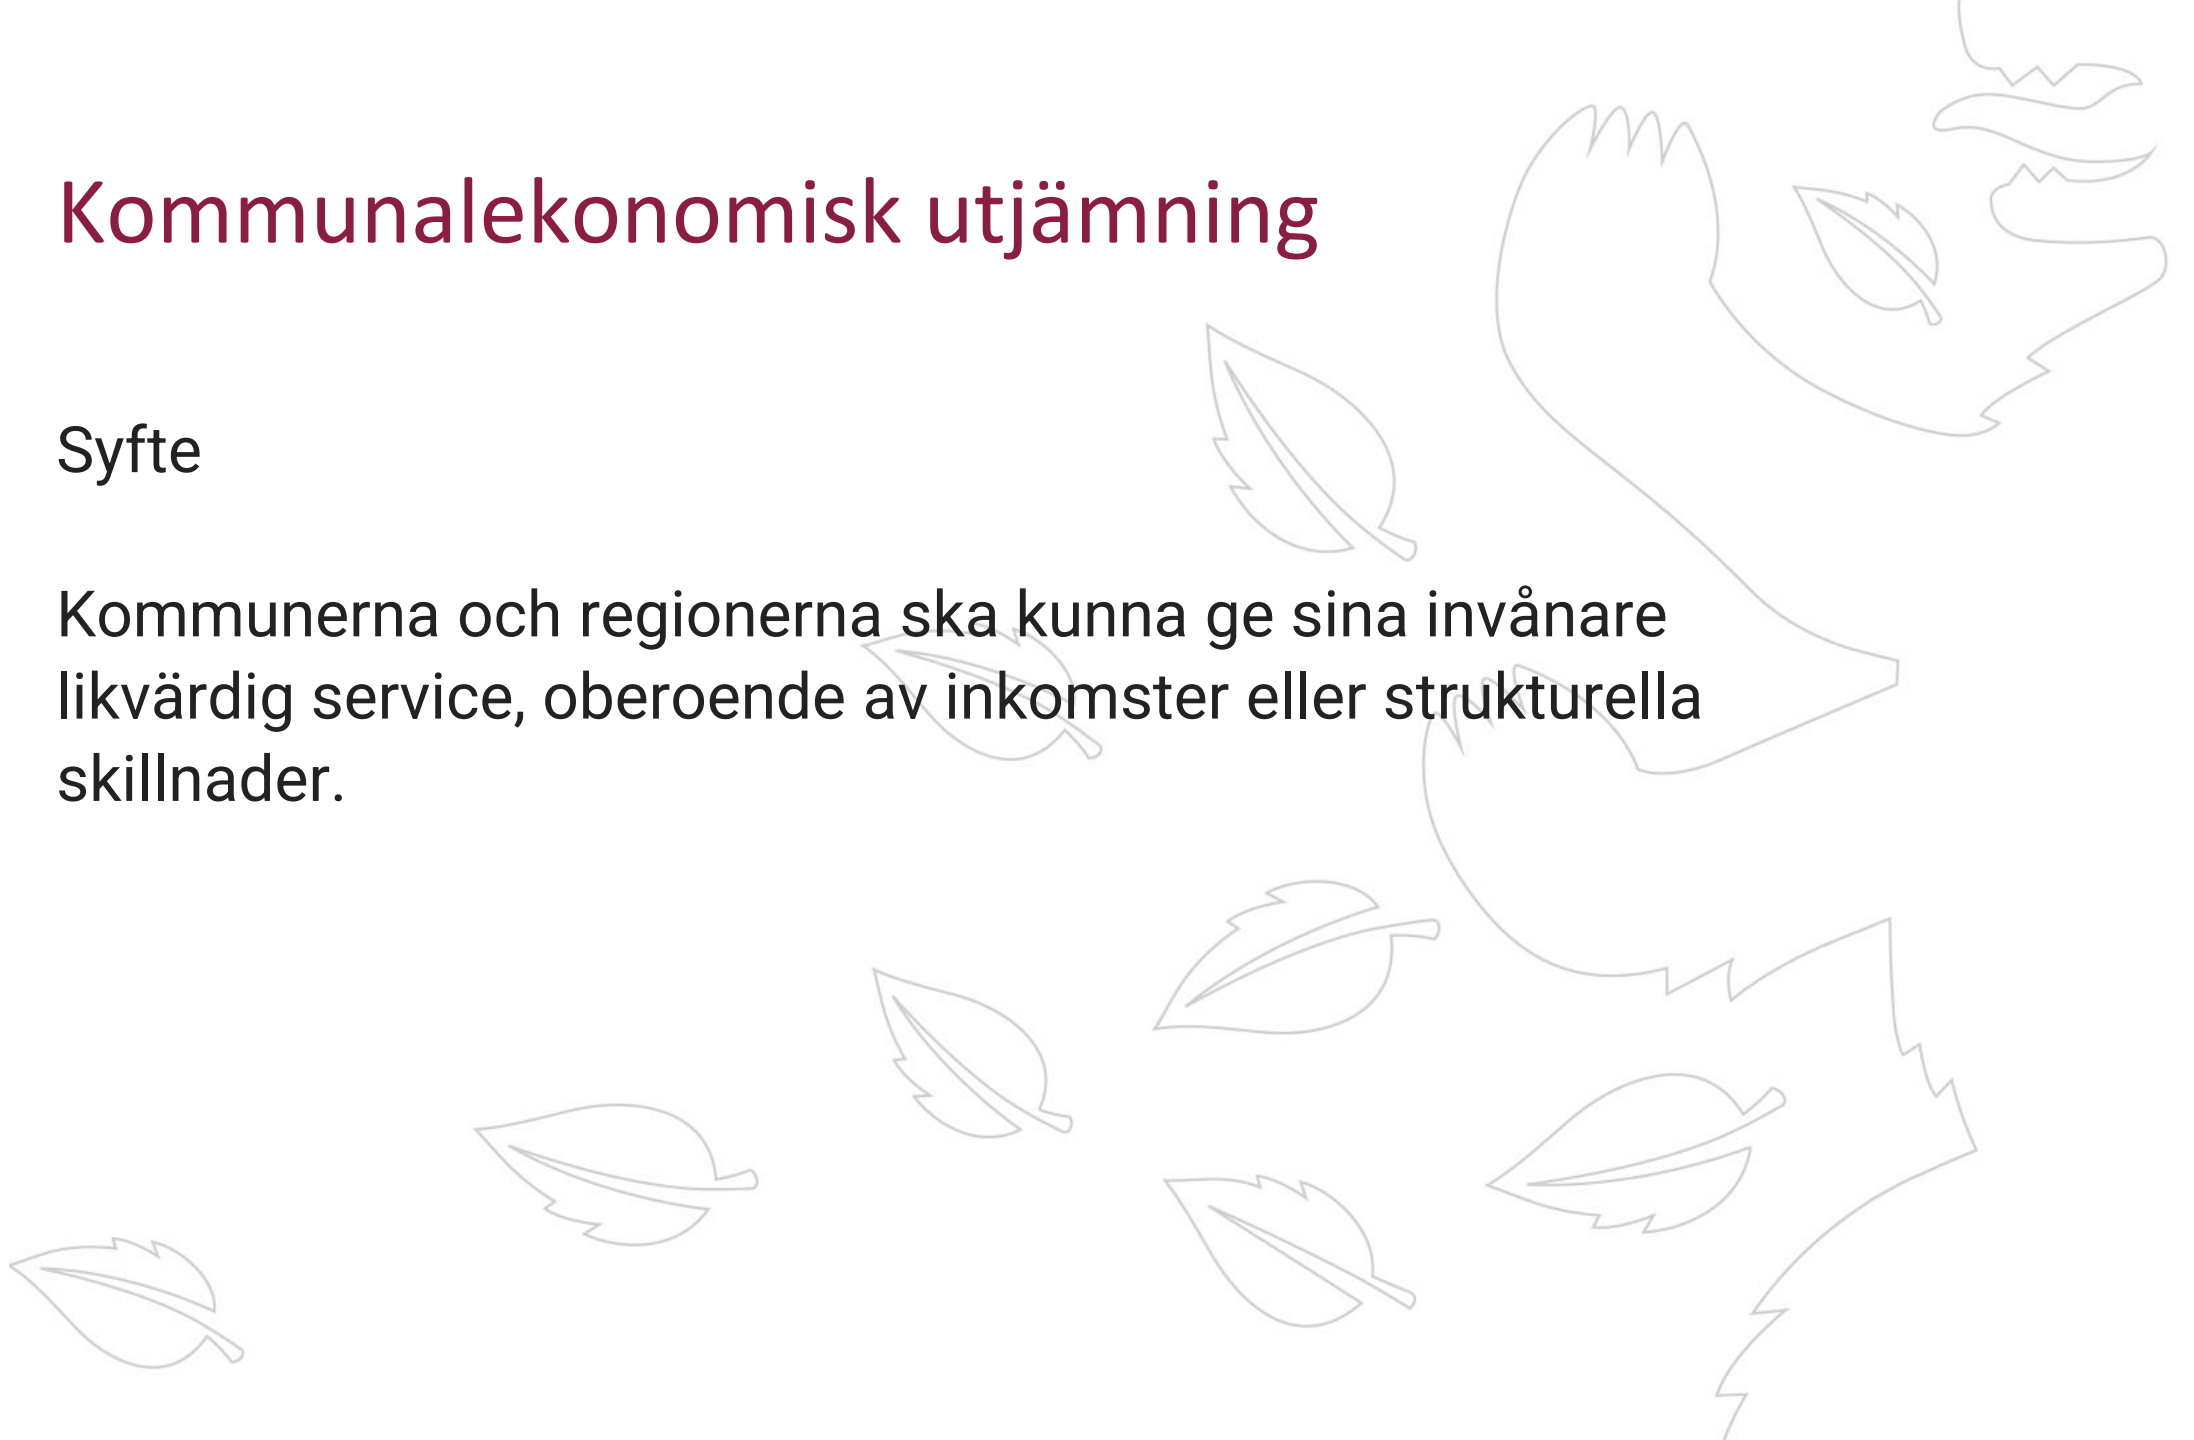 Kommunalekonomisk utjämning
Syfte
Kommunerna och regionerna ska kunna ge sina invånare
likvärdig service, oberoende av inkomster eller strukturella
skillnader.